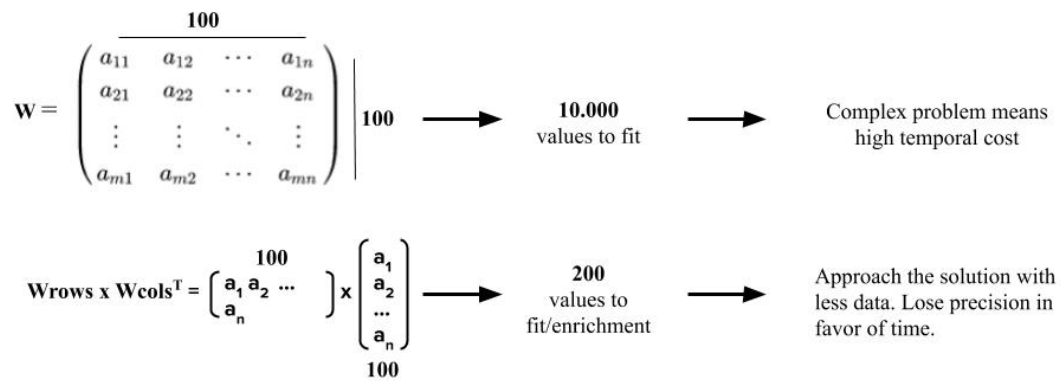 100
W = ( a11 a12 ⋯ a1n
a21 a22 ⋯ a2n
⋮ ⋮ ⋱ ⋮
am1 am2 ⋯ amn )
100
10.000
values to fit
Complex problem means
high temporal cost
100
Wrows x Wcols^T = ( a1 a2 ...
an ) x ( a1
a2
...
an )
100
200
values to
fit/enrichment
Approach the solution with
less data. Lose precision in
favor of time.